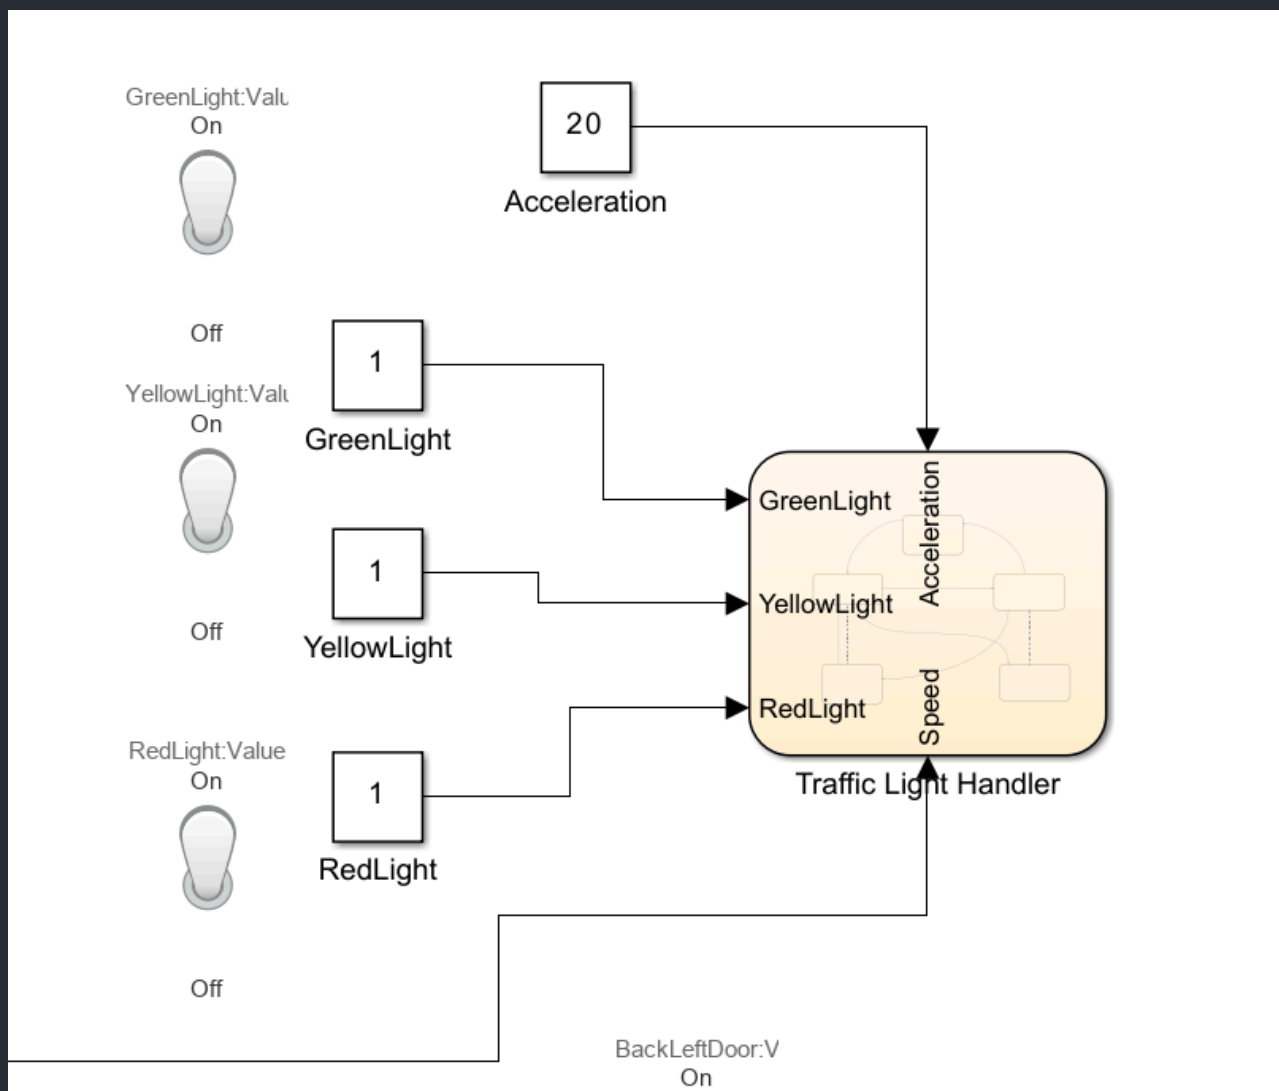 GreenLight:Valu
On
20
Acceleration
Off
1
GreenLight
YellowLight:Valu
On
1
YellowLight
Off
GreenLight
Acceleration
YellowLight
RedLight
Speed
Traffic Light Handler
RedLight:Value
On
1
RedLight
Off
BackLeftDoor:V
On